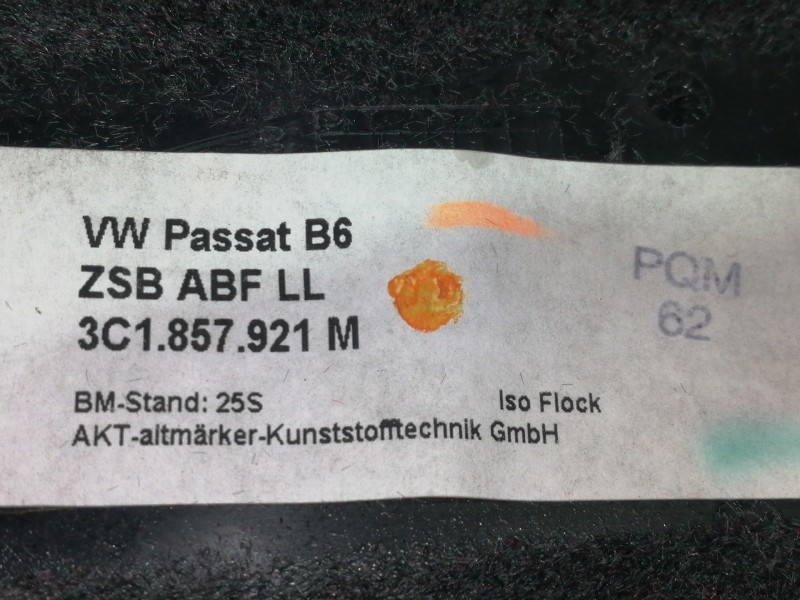 VW Passat B6
ZSB ABF LL
3C1.857.921 M
PQM
62
BM-Stand: 25S Iso Flock
AKT-altmärker-Kunststofftechnik GmbH